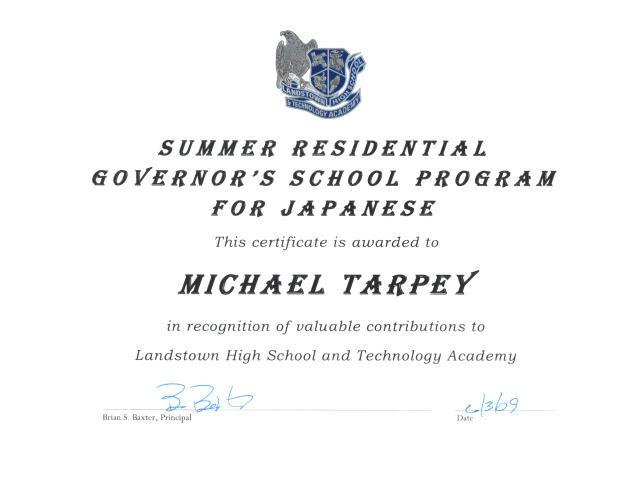 LANDSTOWN HIGH SCHOOL
& TECHNOLOGY ACADEMY
SUMMER RESIDENTIAL
GOVERNOR'S SCHOOL PROGRAM
FOR JAPANESE
This certificate is awarded to
MICHAEL TARPEY
in recognition of valuable contributions to
Landstown High School and Technology Academy
6/3/09
Brian S. Baxter, Principal
Date